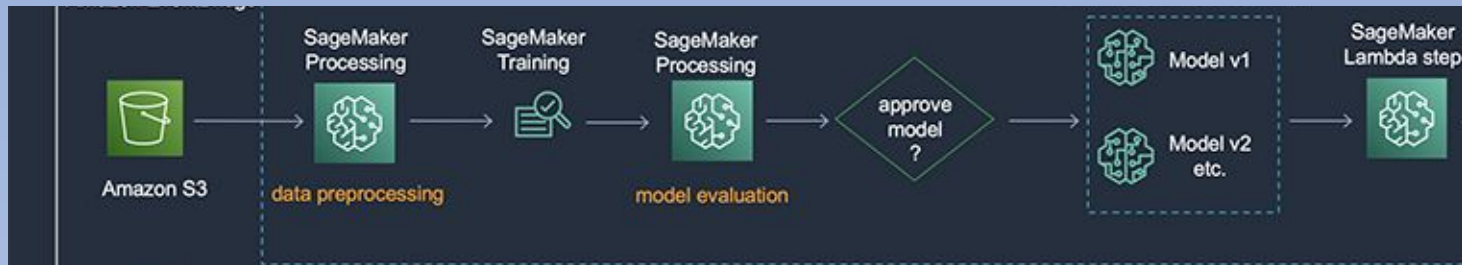 SageMaker
Processing
SageMaker
Training
SageMaker
Processing
SageMaker
Lambda step
Model v1
approve
model
?
Model v2
etc.
Amazon S3
data preprocessing
model evaluation